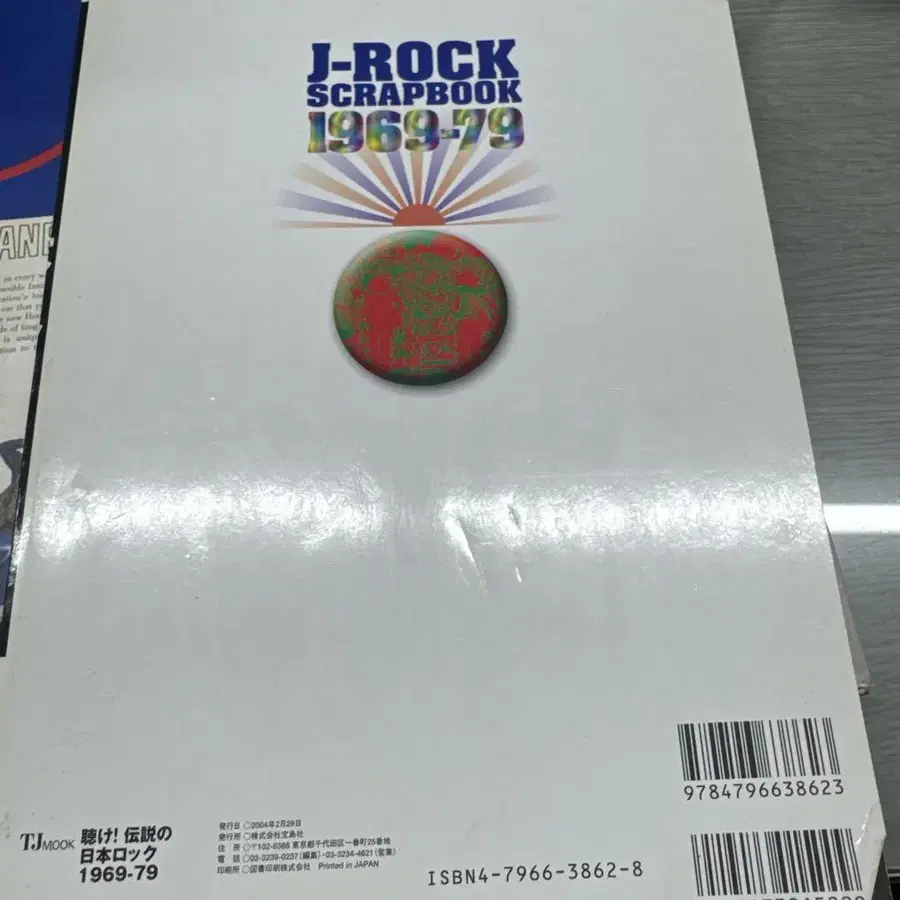 J-ROCK
SCRAPBOOK
1969-79
in every
9784796638623
TJ MOOK
聴け! 伝説の
日本ロック
1969-79
発行日 ○2004年2月29日
発行所 ○株式会社宝島社
住 所 ○〒102-8388 東京都千代田区一番町25番地
電 話 ○03-3239-0237(編集)・03-3234-4621(営業)
印刷所 ○図書印刷株式会社 Printed in JAPAN
ISBN4-7966-3862-8